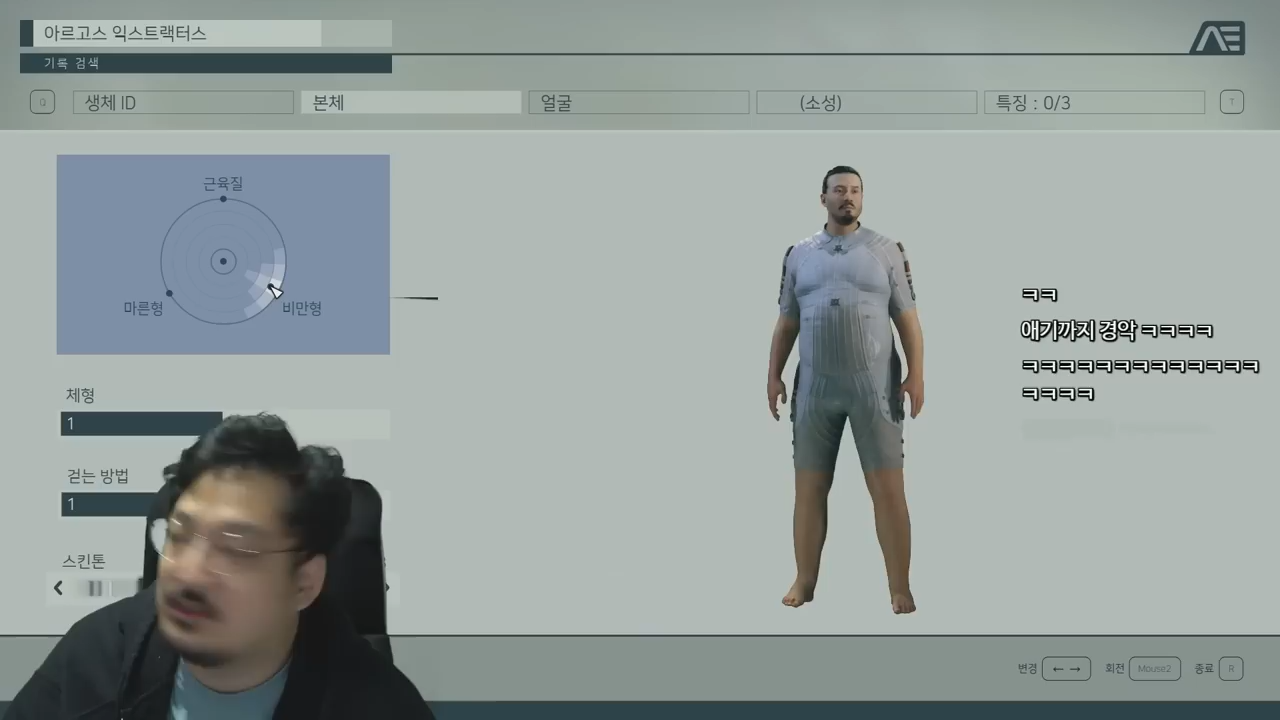 아르고스 익스트랙터스
기록 검색
Q
생체 ID
본체
얼굴
(소성)
특징 : 0/3
T
근육질
마른형
비만형
체형
1
걷는 방법
1
스킨톤
ㅋㅋ
애기까지 경악 ㅋㅋㅋㅋ
ㅋㅋㅋㅋㅋㅋㅋㅋㅋㅋㅋㅋㅋ
ㅋㅋㅋㅋ
변경
회전
Mouse2
종료
R